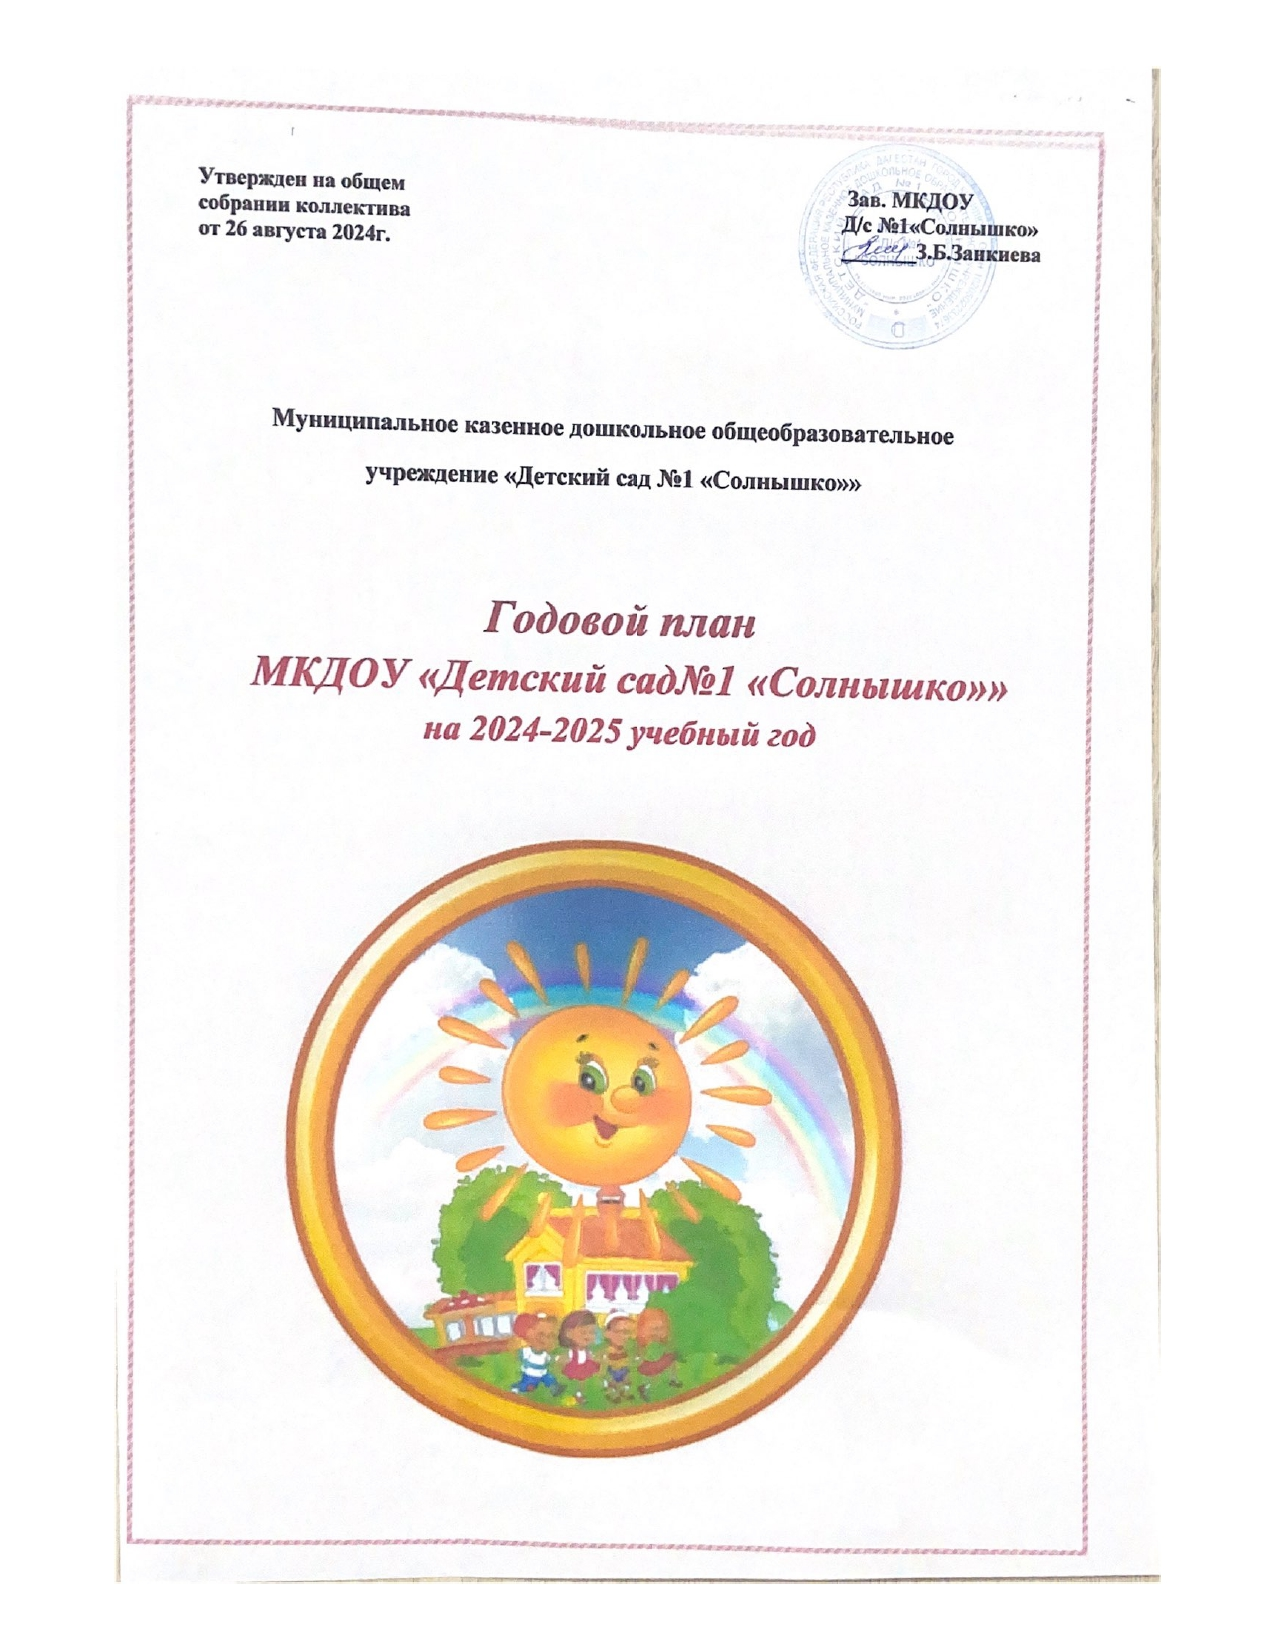 Утвержден на общем
собрании коллектива
от 26 августа 2024г.
Зав. МКДОУ
Д/с №1«Солнышко»
З.Б.Занкиева
Муниципальное казенное дошкольное общеобразовательное
учреждение «Детский сад №1 «Солнышко»»
Годовой план
МКДОУ «Детский сад№1 «Солнышко»»
на 2024-2025 учебный год